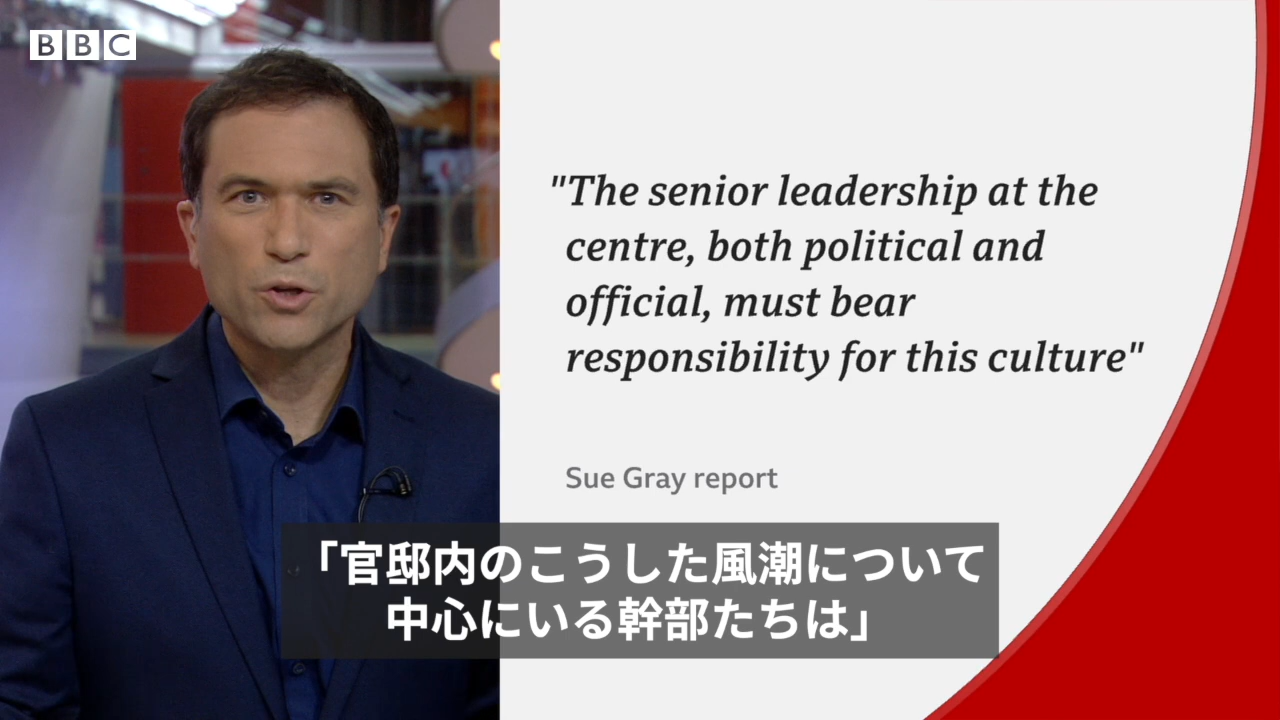 BBC
"The senior leadership at the
centre, both political and
official, must bear
responsibility for this culture"
Sue Gray report
「官邸内のこうした風潮について
中心にいる幹部たちは」